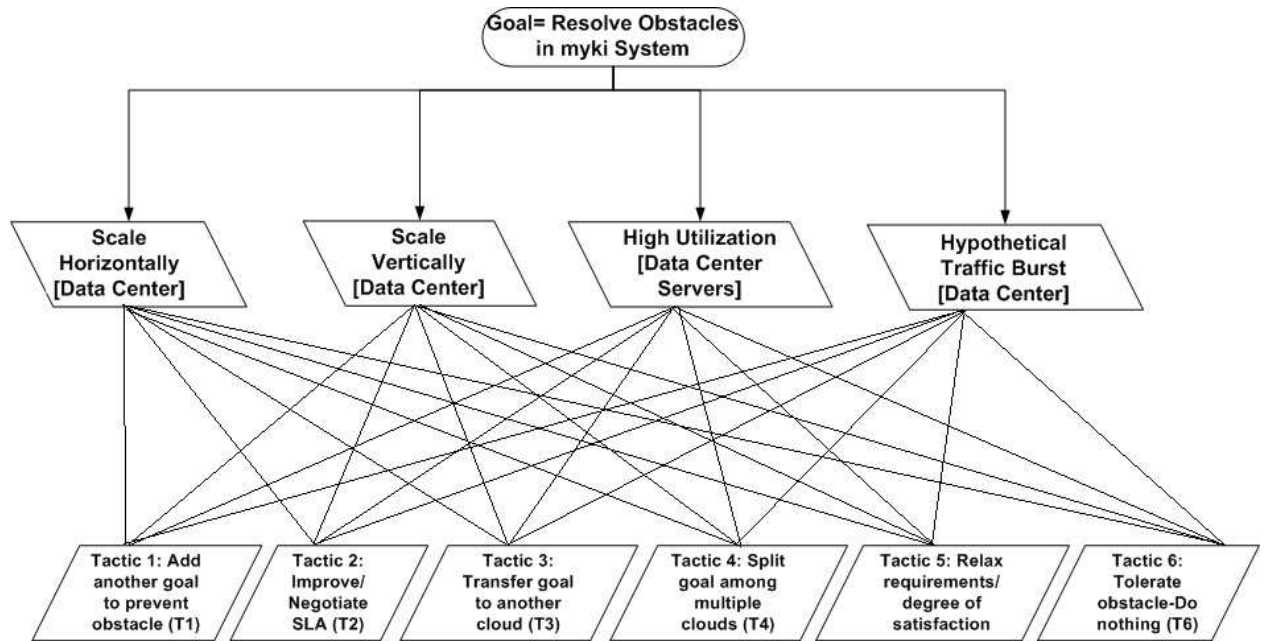 Goal= Resolve Obstacles
in myki System
Scale
Horizontally
[Data Center]
Scale
Vertically
[Data Center]
High Utilization
[Data Center
Servers]
Hypothetical
Traffic Burst
[Data Center]
Tactic 1: Add
another goal
to prevent
obstacle (T1)
Tactic 2:
Improve/
Negotiate
SLA (T2)
Tactic 3:
Transfer goal
to another
cloud (T3)
Tactic 4: Split
goal among
multiple
clouds (T4)
Tactic 5: Relax
requirements/
degree of
satisfaction
Tactic 6:
Tolerate
obstacle-Do
nothing (T6)